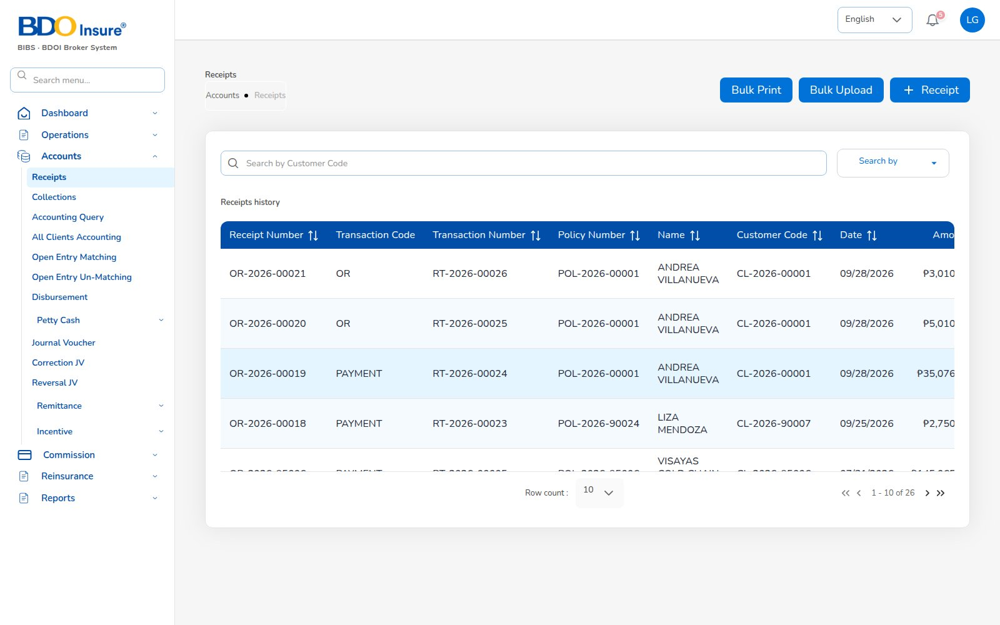 BDO Insure®
BIBS · BDOI Broker System
Search menu...
Dashboard
Operations
Accounts
Receipts
Collections
Accounting Query
All Clients Accounting
Open Entry Matching
Open Entry Un-Matching
Disbursement
Petty Cash
Journal Voucher
Correction JV
Reversal JV
Remittance
Incentive
Commission
Reinsurance
Reports
English
5
LG
Receipts
Accounts • Receipts
Bulk Print
Bulk Upload
+ Receipt
Search by Customer Code
Search by
Receipts history
Receipt Number Transaction Code Transaction Number Policy Number Name Customer Code Date Amo
OR-2026-00021 OR RT-2026-00026 POL-2026-00001 ANDREA VILLANUEVA CL-2026-00001 09/28/2026 ₱3,010
OR-2026-00020 OR RT-2026-00025 POL-2026-00001 ANDREA VILLANUEVA CL-2026-00001 09/28/2026 ₱5,010
OR-2026-00019 PAYMENT RT-2026-00024 POL-2026-00001 ANDREA VILLANUEVA CL-2026-00001 09/28/2026 ₱35,076
OR-2026-00018 PAYMENT RT-2026-00023 POL-2026-90024 LIZA MENDOZA CL-2026-90007 09/25/2026 ₱2,750
VISAYAS
Row count : 10
1 - 10 of 26